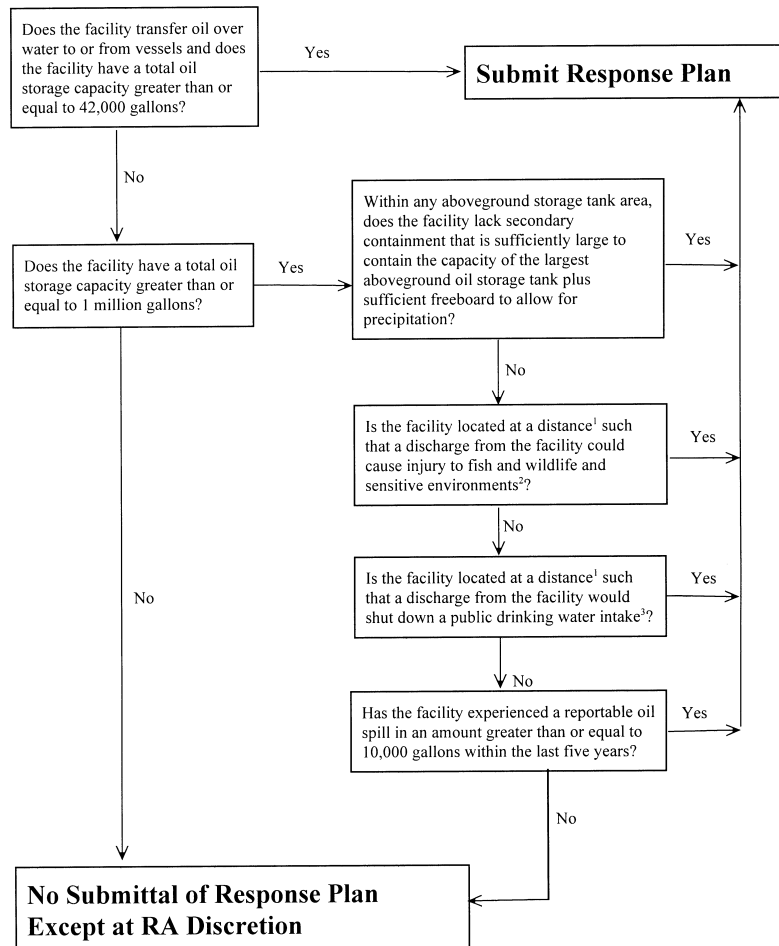 Does the facility transfer oil over
water to or from vessels and does
the facility have a total oil
storage capacity greater than or
equal to 42,000 gallons?
Yes
Submit Response Plan
No
Within any aboveground storage tank area,
does the facility lack secondary
containment that is sufficiently large to
contain the capacity of the largest
aboveground oil storage tank plus
sufficient freeboard to allow for
precipitation?
Yes
Does the facility have a total oil
storage capacity greater than or
equal to 1 million gallons?
Yes
No
Is the facility located at a distance¹ such
that a discharge from the facility could
cause injury to fish and wildlife and
sensitive environments²?
Yes
No
Is the facility located at a distance¹ such
that a discharge from the facility would
shut down a public drinking water intake³?
Yes
No
No
Has the facility experienced a reportable oil
spill in an amount greater than or equal to
10,000 gallons within the last five years?
Yes
No
No Submittal of Response Plan
Except at RA Discretion